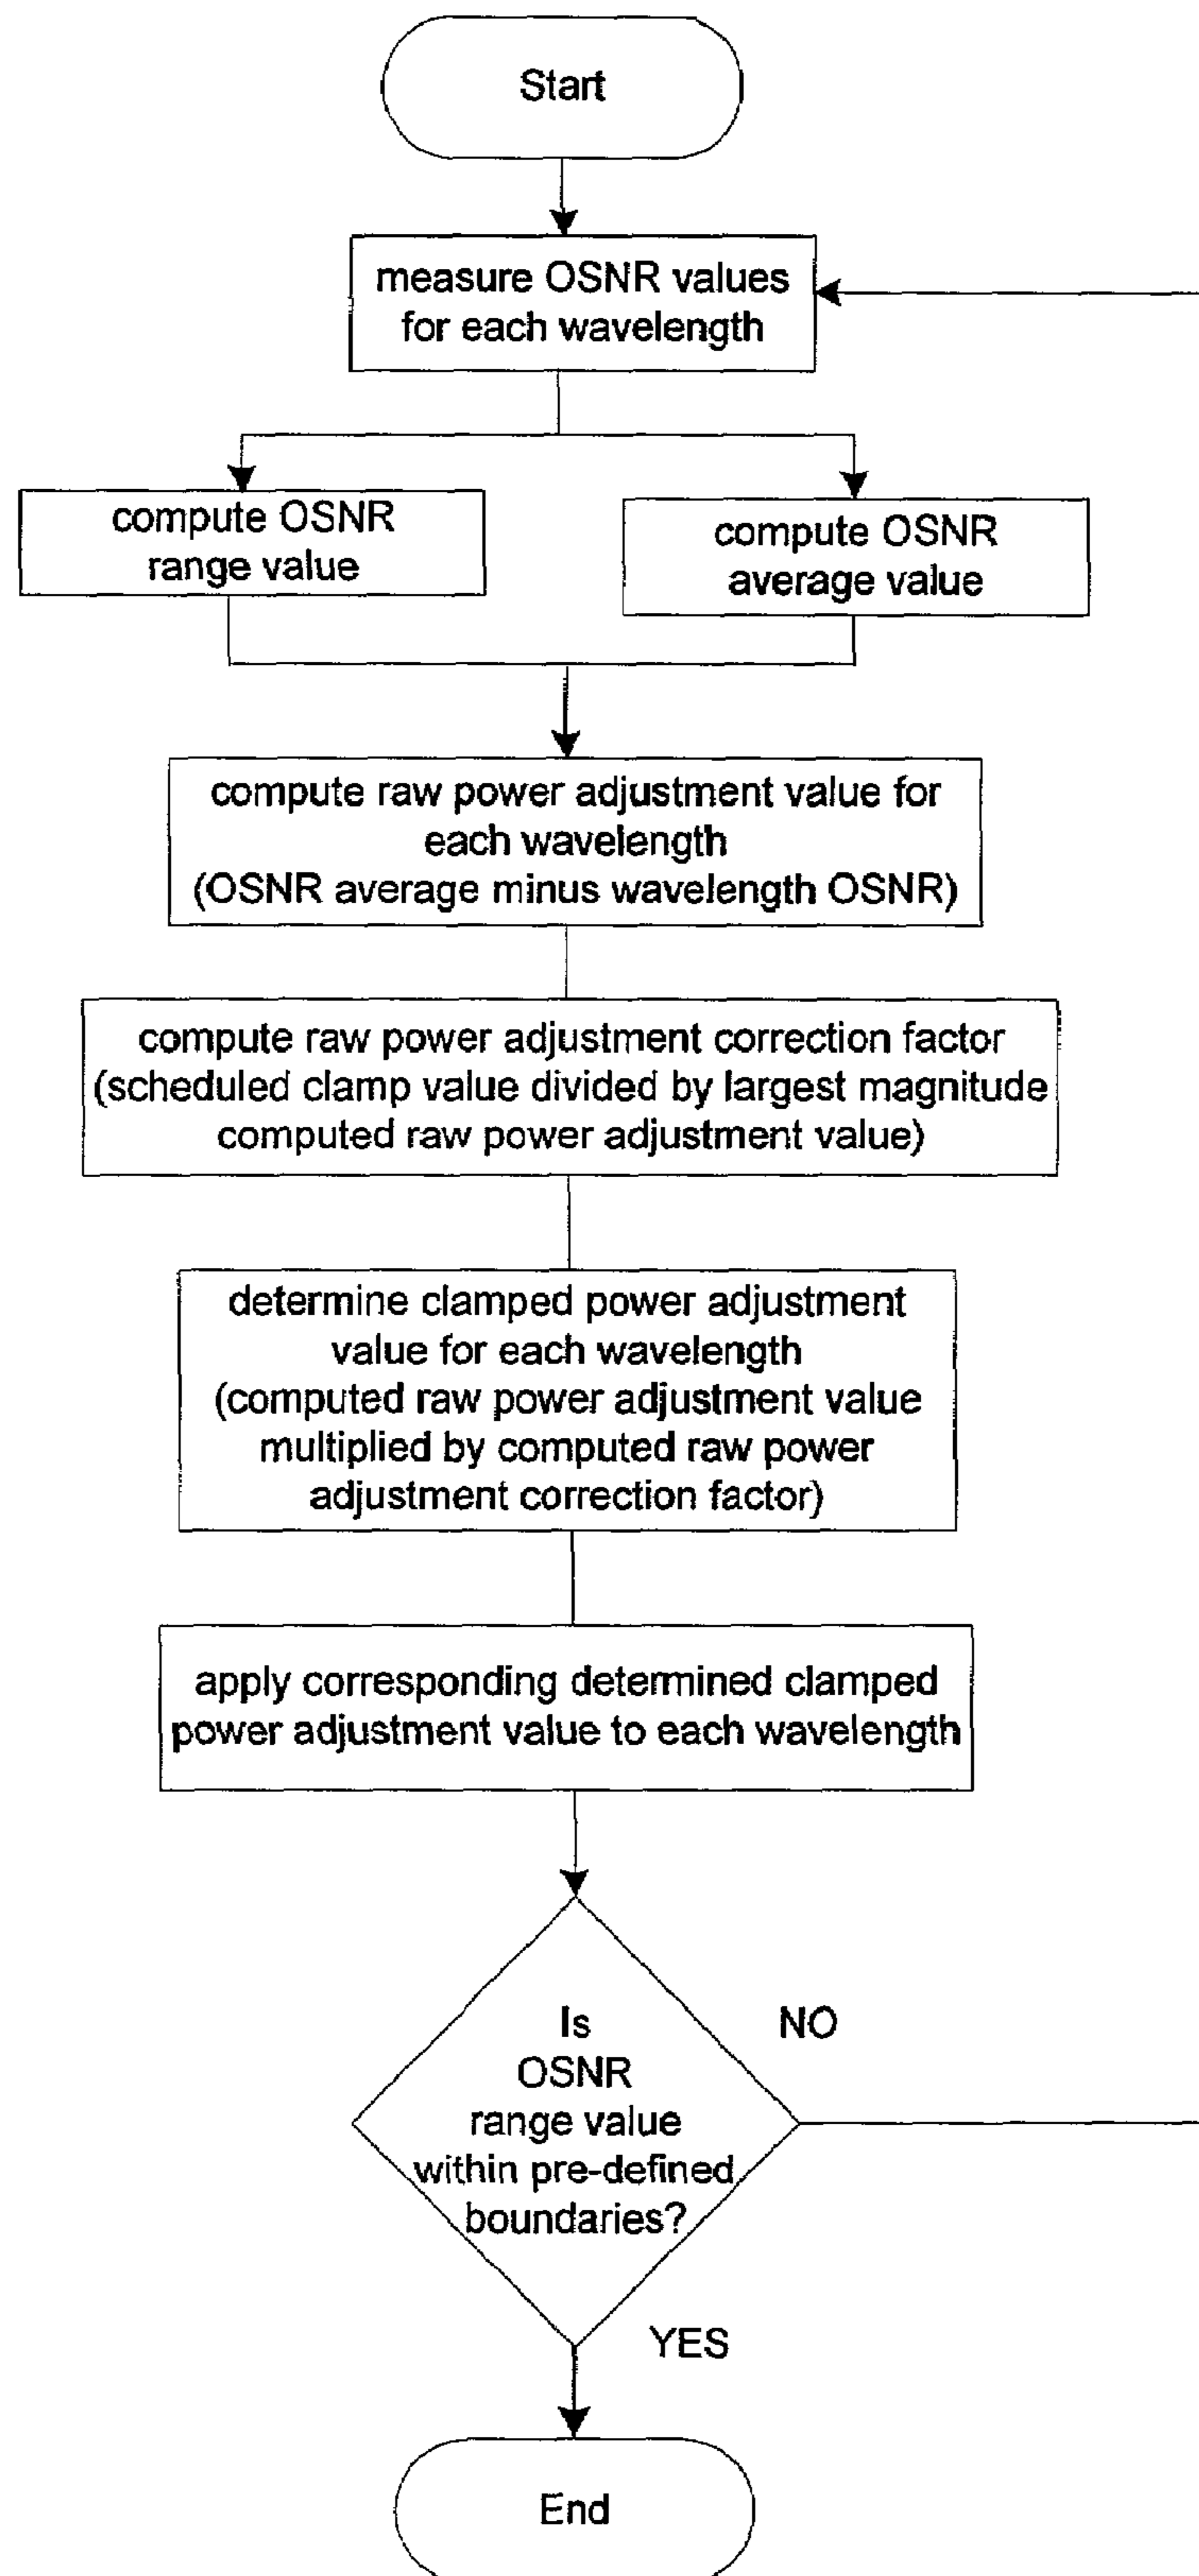 Start
measure OSNR values
for each wavelength
compute OSNR
range value
compute OSNR
average value
compute raw power adjustment value for
each wavelength
(OSNR average minus wavelength OSNR)
compute raw power adjustment correction factor
(scheduled clamp value divided by largest magnitude
computed raw power adjustment value)
determine clamped power adjustment
value for each wavelength
(computed raw power adjustment value
multiplied by computed raw power
adjustment correction factor)
apply corresponding determined clamped
power adjustment value to each wavelength
Is
OSNR
range value
within pre-defined
boundaries?
NO
YES
End